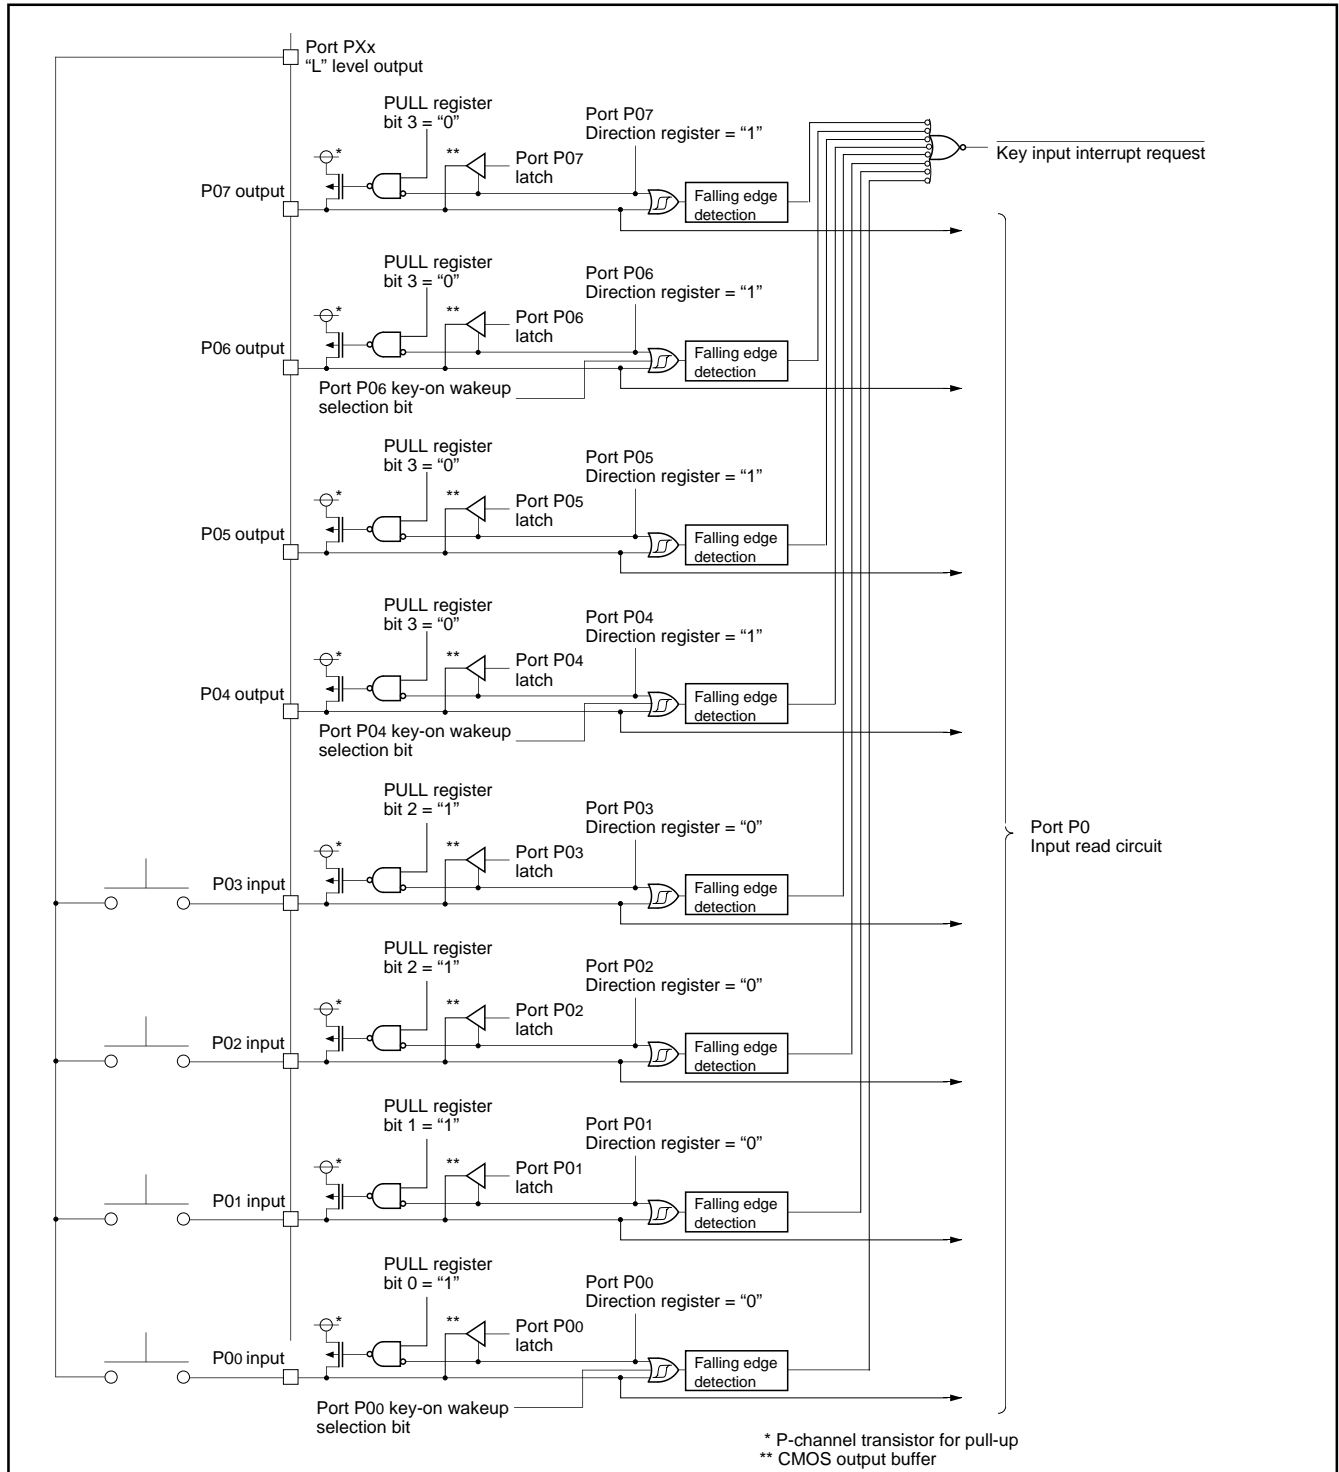 Port PXx
“L” level output
PULL register
bit 3 = “0”
Port P07
Direction register = “1”
*
**
Port P07
latch
Key input interrupt request
P07 output
Falling edge
detection
PULL register
bit 3 = “0”
Port P06
Direction register = “1”
*
**
Port P06
latch
P06 output
Falling edge
detection
Port P06 key-on wakeup
selection bit
PULL register
bit 3 = “0”
Port P05
Direction register = “1”
*
**
Port P05
latch
P05 output
Falling edge
detection
PULL register
bit 3 = “0”
Port P04
Direction register = “1”
*
**
Port P04
latch
P04 output
Falling edge
detection
Port P04 key-on wakeup
selection bit
PULL register
bit 2 = “1”
Port P03
Direction register = “0”
*
**
Port P03
latch
Port P0
Input read circuit
P03 input
Falling edge
detection
PULL register
bit 2 = “1”
Port P02
Direction register = “0”
*
**
Port P02
latch
P02 input
Falling edge
detection
PULL register
bit 1 = “1”
Port P01
Direction register = “0”
*
**
Port P01
latch
P01 input
Falling edge
detection
PULL register
bit 0 = “1”
Port P00
Direction register = “0”
*
**
Port P00
latch
P00 input
Falling edge
detection
Port P00 key-on wakeup
selection bit
* P-channel transistor for pull-up
** CMOS output buffer